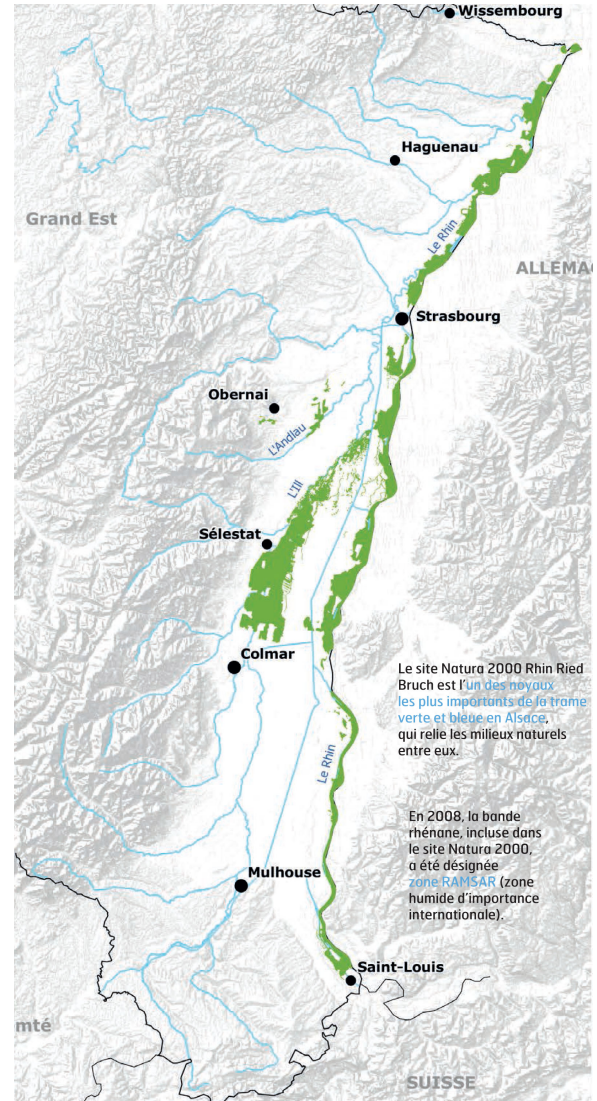 Wissembourg
Haguenau
Grand Est
Le Rhin
ALLEMAG
Strasbourg
Obernai
L'Andlau
L'Ill
Sélestat
Colmar
Le site Natura 2000 Rhin Ried
Bruch est l'un des noyaux
les plus importants de la trame
verte et bleue en Alsace,
qui relie les milieux naturels
entre eux.
Le Rhin
En 2008, la bande
rhénane, incluse dans
le site Natura 2000,
a été désignée
zone RAMSAR (zone
humide d'importance
internationale).
Mulhouse
Saint-Louis
mté
SUISSE